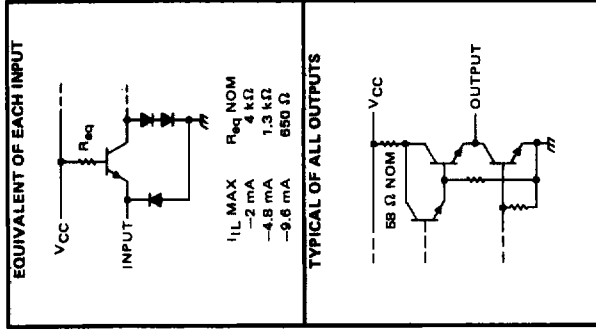 EQUIVALENT OF EACH INPUT
VCC
Req
INPUT
IIL MAX Req NOM
−2 mA 4 kΩ
−4.8 mA 1.3 kΩ
−9.6 mA 650 Ω
TYPICAL OF ALL OUTPUTS
VCC
58 Ω NOM
OUTPUT